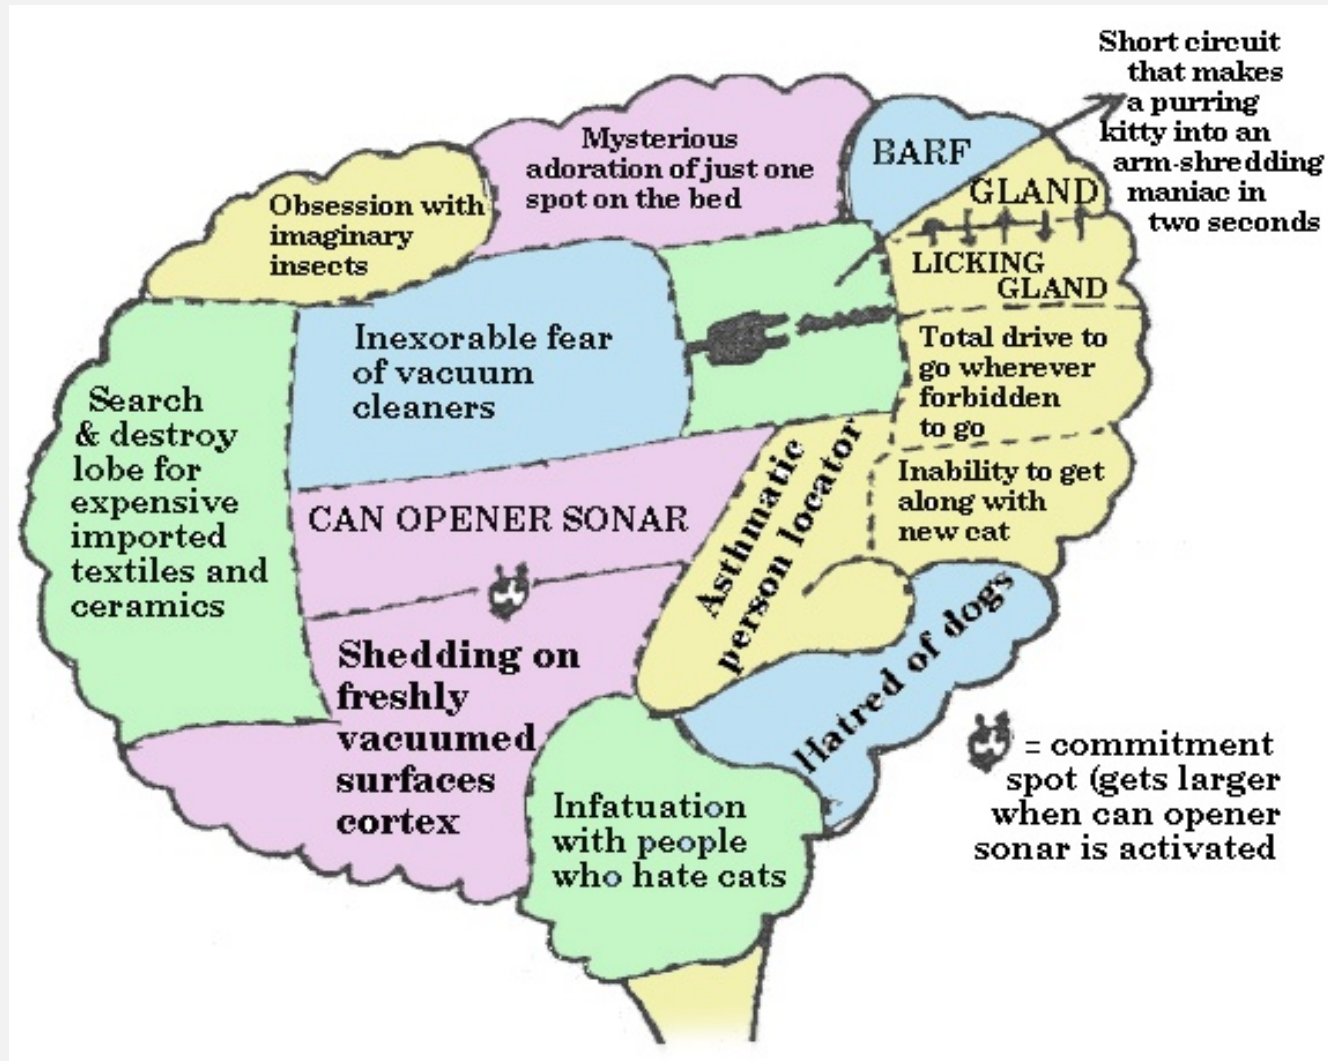 Short circuit
that makes
a purring
kitty into an
arm-shredding
maniac in
two seconds
Mysterious
adoration of just one
spot on the bed
BARF
GLAND
Obsession with
imaginary
insects
LICKING
GLAND
Inexorable fear
of vacuum
cleaners
Total drive to
go wherever
forbidden
to go
Search
& destroy
lobe for
expensive
imported
textiles and
ceramics
CAN OPENER SONAR
Asthmatic
person locator
Inability to get
along with
new cat
Shedding on
freshly
vacuumed
surfaces
cortex
Hatred of dogs
Infatuation
with people
who hate cats
= commitment
spot (gets larger
when can opener
sonar is activated